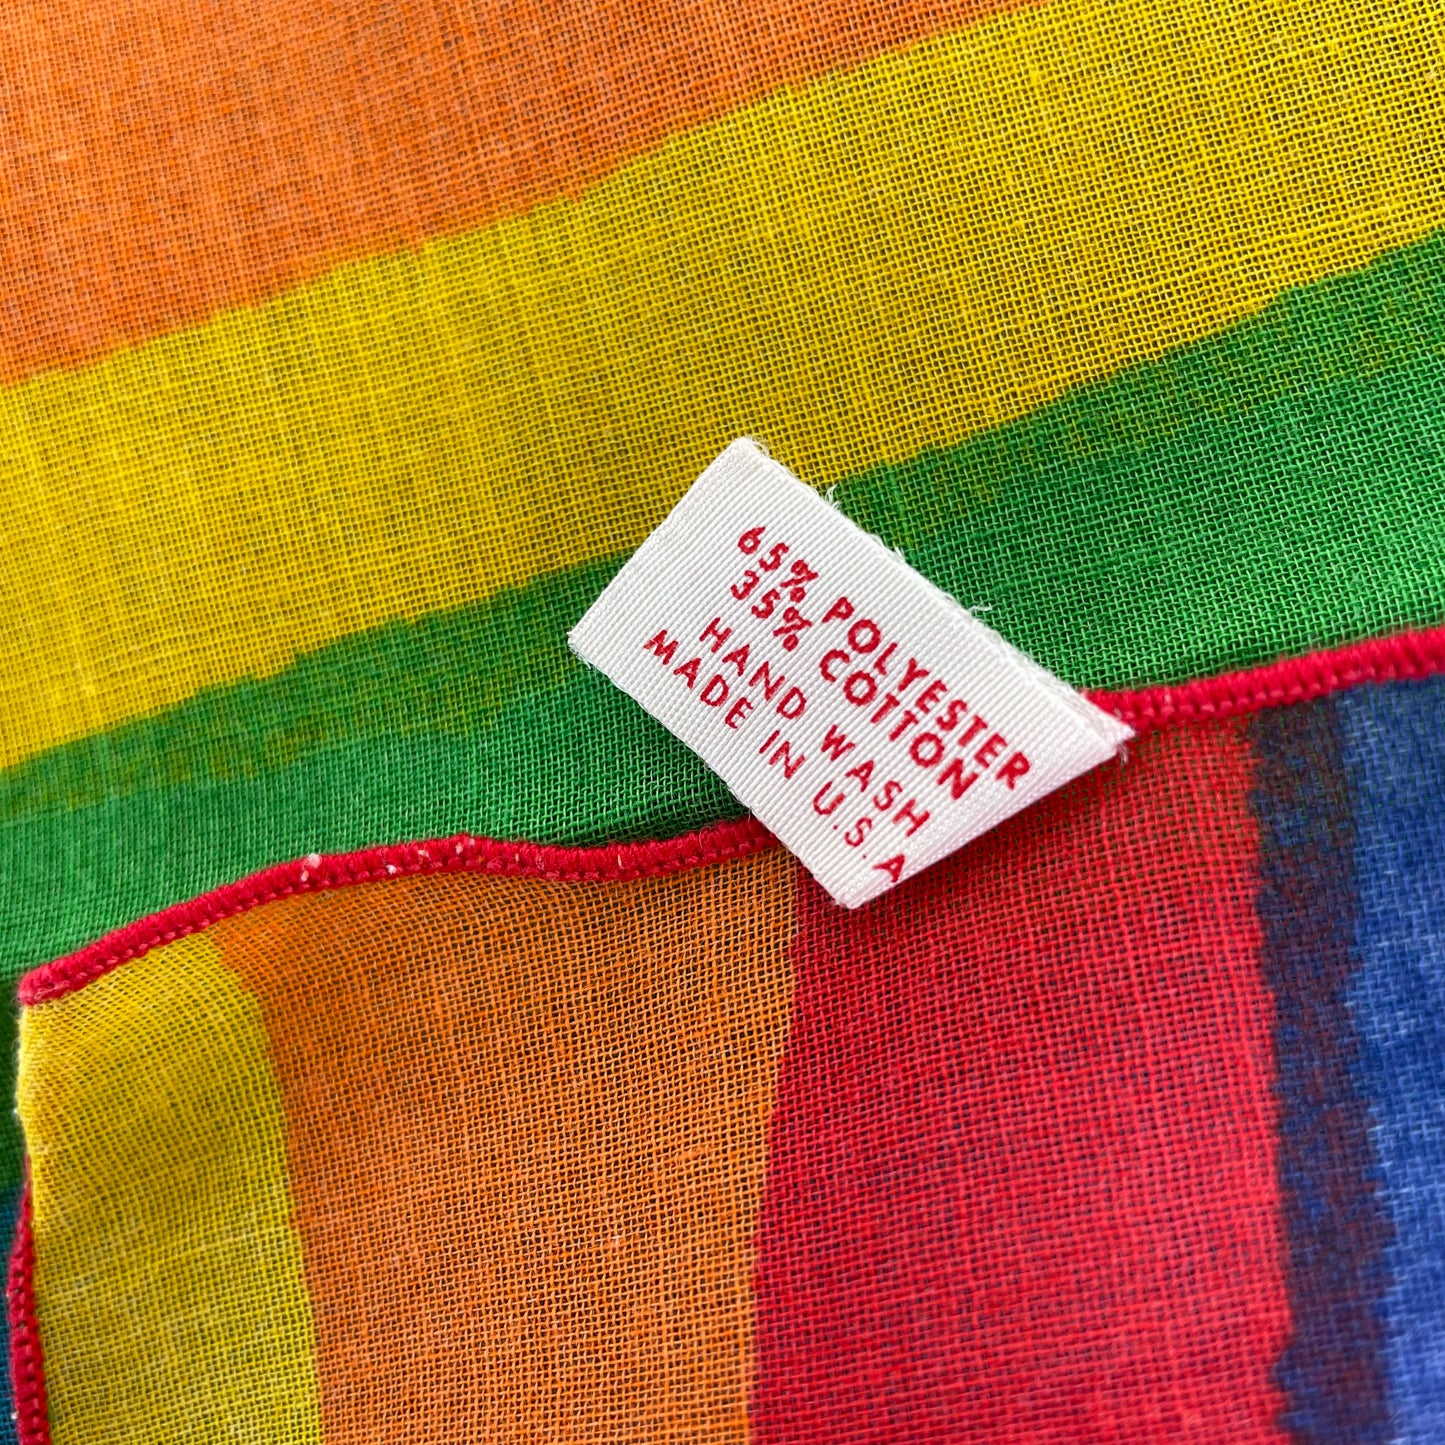 65% POLYESTER
35% COTTON
HAND WASH
MADE IN U.S.A